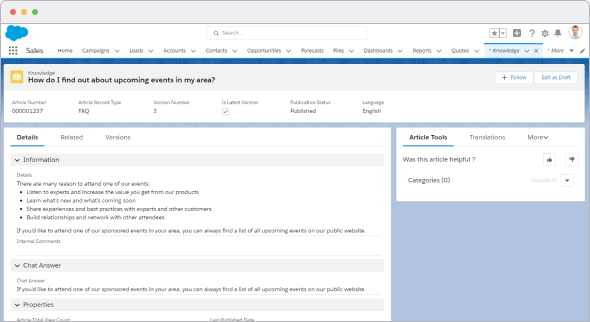 Search...
Sales Home Campaigns Leads Accounts Contacts Opportunities Forecasts Files Dashboards Reports Quotes * Knowledge * More
Knowledge
How do I find out about upcoming events in my area?
+ Follow Edit as Draft
Article Number Article Record Type Version Number Is Latest Version Publication Status Language
000001237 FAQ 3 Published English
Details Related Versions
Article Tools Translations More
Information
Was this article helpful ?
Details
There are many reason to attend one of our events:
Listen to experts and increase the value you get from our products
Learn what's new and what's coming soon
Share experiences and best practices with experts and other customers
Build relationships and network with other attendees.
Categories (0) Expand All
If you'd like to attend one of our sponsored events in your area, you can always find a list of all upcoming events on our public website.
Internal Comments
Chat Answer
Chat Answer
If you'd like to attend one of our sponsored events in your area, you can always find a list of all upcoming events on our public website.
Properties
Article Total View Count Last Published Date